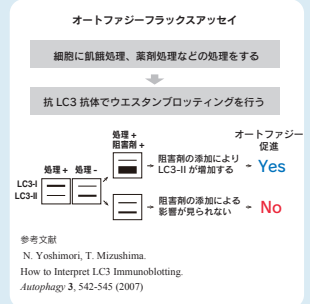 オートファジーフラックスアッセイ
細胞に飢餓処理、薬剤処理などの処理をする
抗 LC3 抗体でウエスタンブロッティングを行う
処理 +
阻害剤 +
オートファジー
促進
処理 + 処理 -
LC3-I
LC3-II
阻害剤の添加により
LC3-II が増加する
Yes
阻害剤の添加による
影響が見られない
No
参考文献
N. Yoshimori, T. Mizushima.
How to Interpret LC3 Immunoblotting.
Autophagy 3, 542-545 (2007)